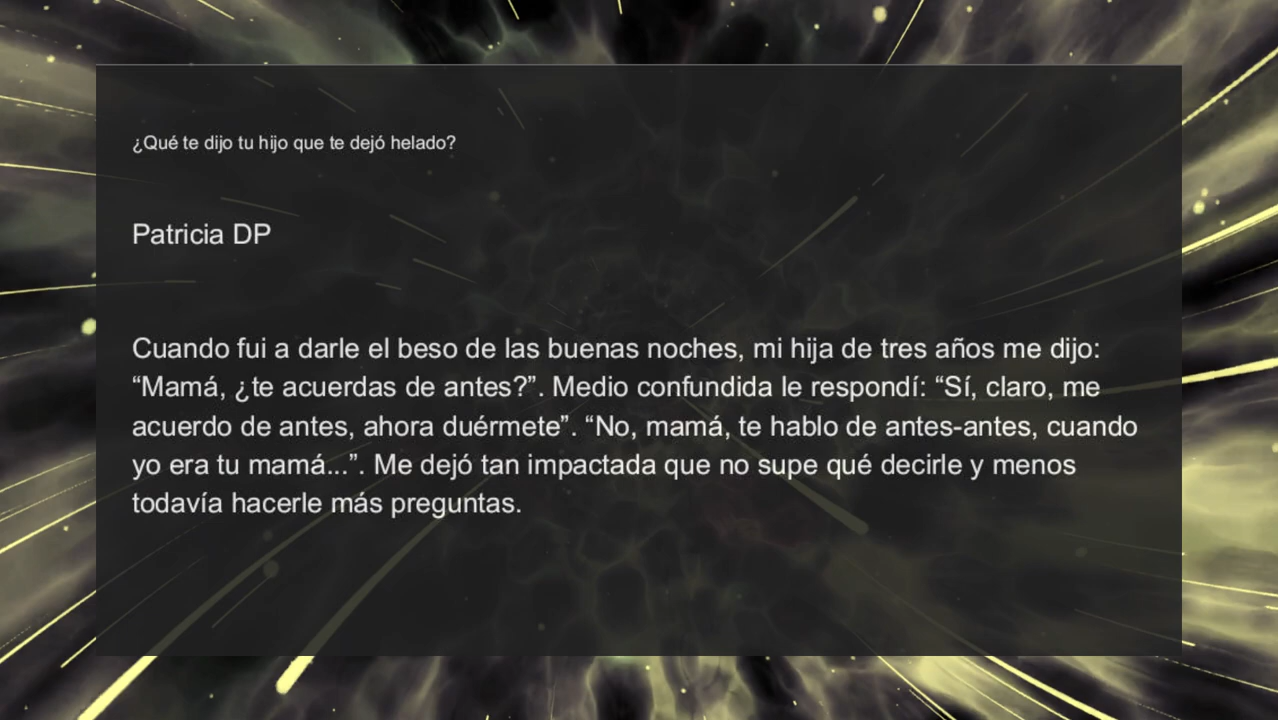 ¿Qué te dijo tu hijo que te dejó helado?
Patricia DP
Cuando fui a darle el beso de las buenas noches, mi hija de tres años me dijo:
“Mamá, ¿te acuerdas de antes?”. Medio confundida le respondí: “Sí, claro, me
acuerdo de antes, ahora duérmete”. “No, mamá, te hablo de antes-antes, cuando
yo era tu mamá...”. Me dejó tan impactada que no supe qué decirle y menos
todavía hacerle más preguntas.